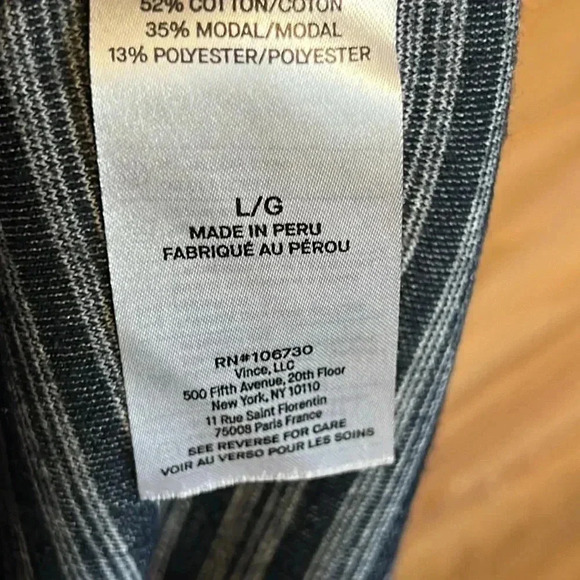 52% COTTON/COTON
35% MODAL/MODAL
13% POLYESTER/POLYESTER
L/G
MADE IN PERU
FABRIQUÉ AU PÉROU
RN#106730
Vince, LLC
500 Fifth Avenue, 20th Floor
New York, NY 10110
11 Rue Saint Florentin
75008 Paris France
SEE REVERSE FOR CARE
VOIR AU VERSO POUR LES SOINS